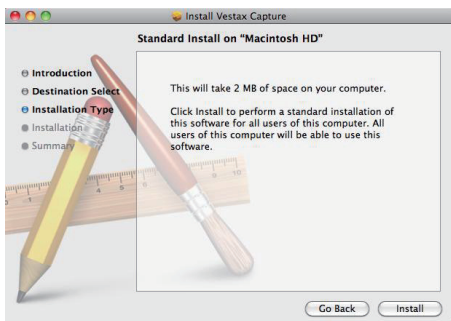 Install Vestax Capture
Standard Install on “Macintosh HD”
Introduction
Destination Select
Installation Type
Installation
Summary
This will take 2 MB of space on your computer.
Click Install to perform a standard installation of
this software for all users of this computer. All
users of this computer will be able to use this
software.
Go Back
Install